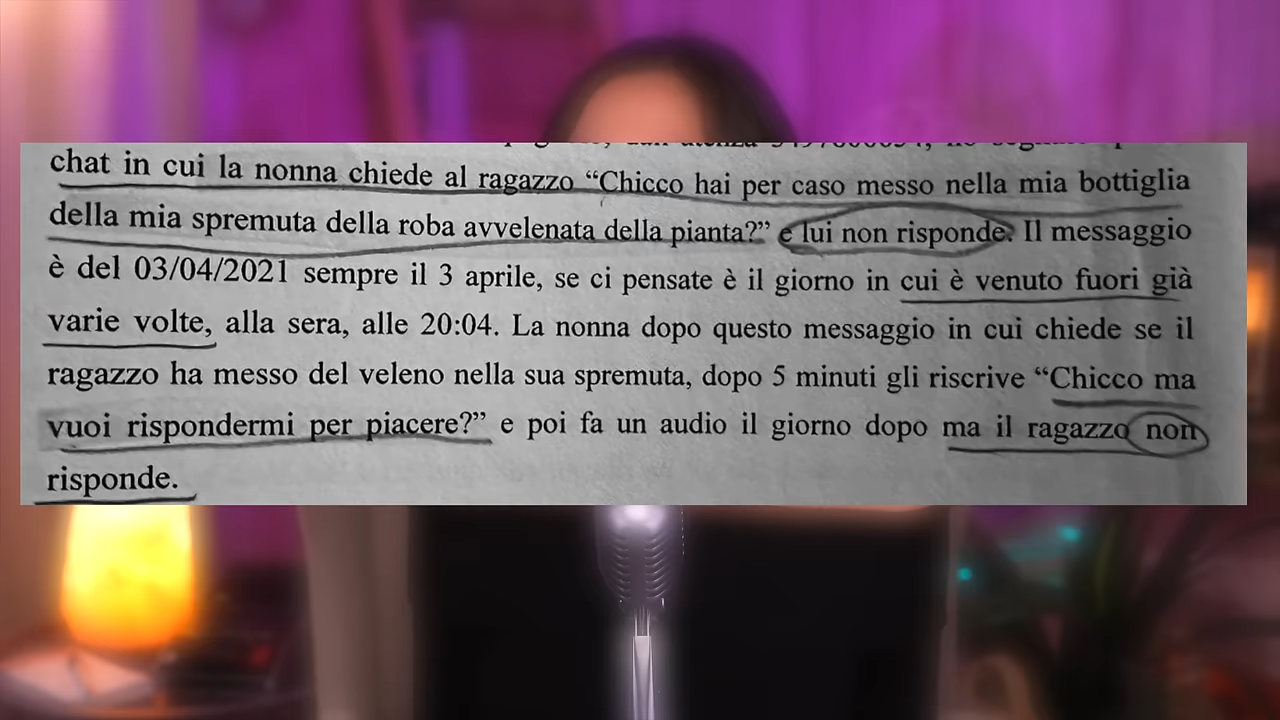 chat in cui la nonna chiede al ragazzo “Chicco hai per caso messo nella mia bottiglia
della mia spremuta della roba avvelenata della pianta?” e lui non risponde. Il messaggio
è del 03/04/2021 sempre il 3 aprile, se ci pensate è il giorno in cui è venuto fuori già
varie volte, alla sera, alle 20:04. La nonna dopo questo messaggio in cui chiede se il
ragazzo ha messo del veleno nella sua spremuta, dopo 5 minuti gli riscrive “Chicco ma
vuoi rispondermi per piacere?” e poi fa un audio il giorno dopo ma il ragazzo non
risponde.